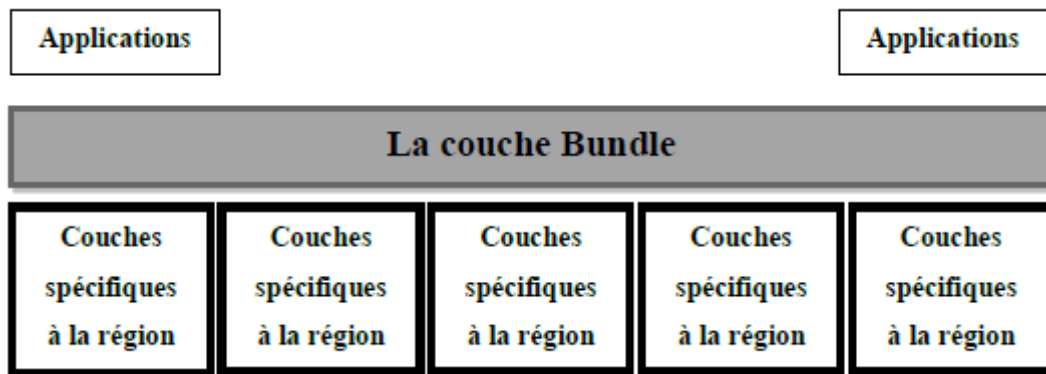 Applications
Applications
La couche Bundle
Couches
spécifiques
à la région
Couches
spécifiques
à la région
Couches
spécifiques
à la région
Couches
spécifiques
à la région
Couches
spécifiques
à la région